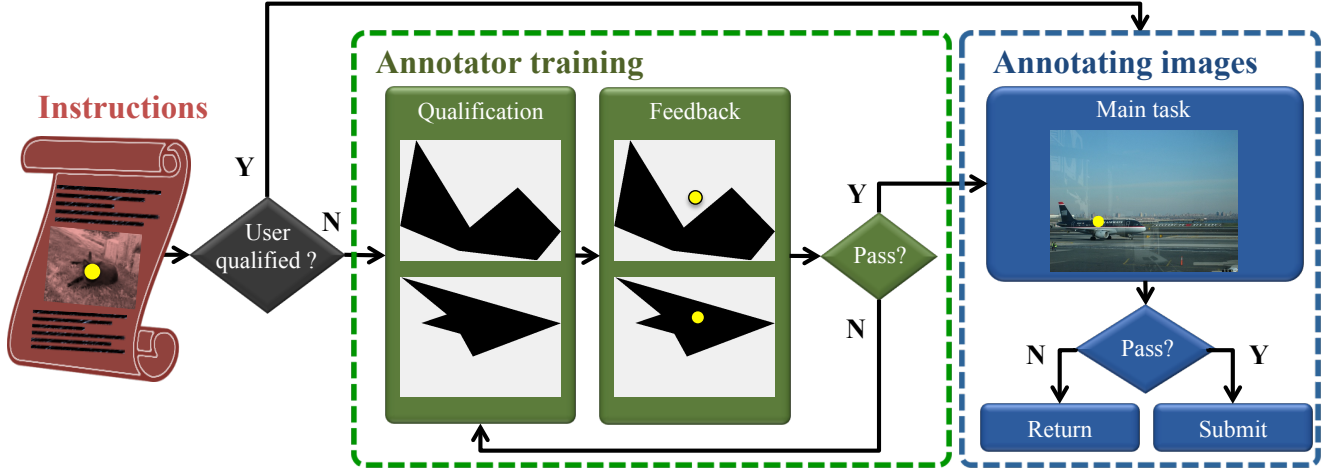 Instructions
Y
User
qualified ?
N
Annotator training
Qualification
Feedback
Y
Pass?
N
Annotating images
Main task
Pass?
N
Y
Return
Submit